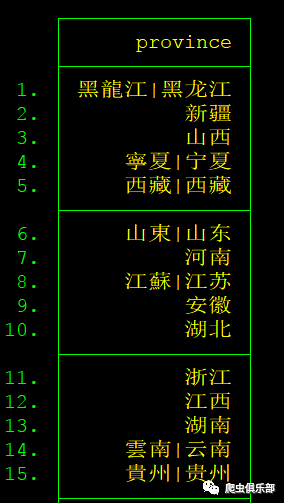 province
1. 黑龍江|黑龙江
2. 新疆
3. 山西
4. 寧夏|宁夏
5. 西藏|西藏
6. 山東|山东
7. 河南
8. 江蘇|江苏
9. 安徽
10. 湖北
11. 浙江
12. 江西
13. 湖南
14. 雲南|云南
15. 貴州|贵州
爬虫俱乐部